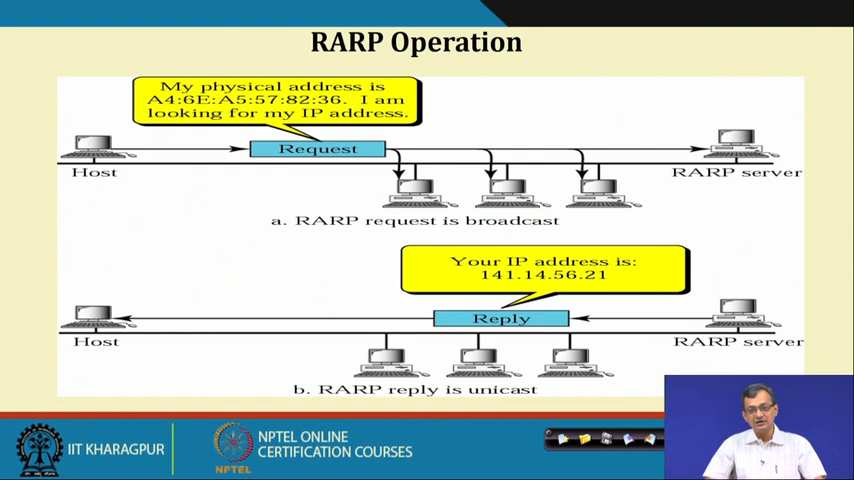 RARP Operation
My physical address is
A4:6E:A5:57:82:36. I am
looking for my IP address.
Request
Host
RARP server
a. RARP request is broadcast
Your IP address is:
141.14.56.21
Reply
Host
RARP server
b. RARP reply is unicast
IIT KHARAGPUR
NPTEL
NPTEL ONLINE
CERTIFICATION COURSES